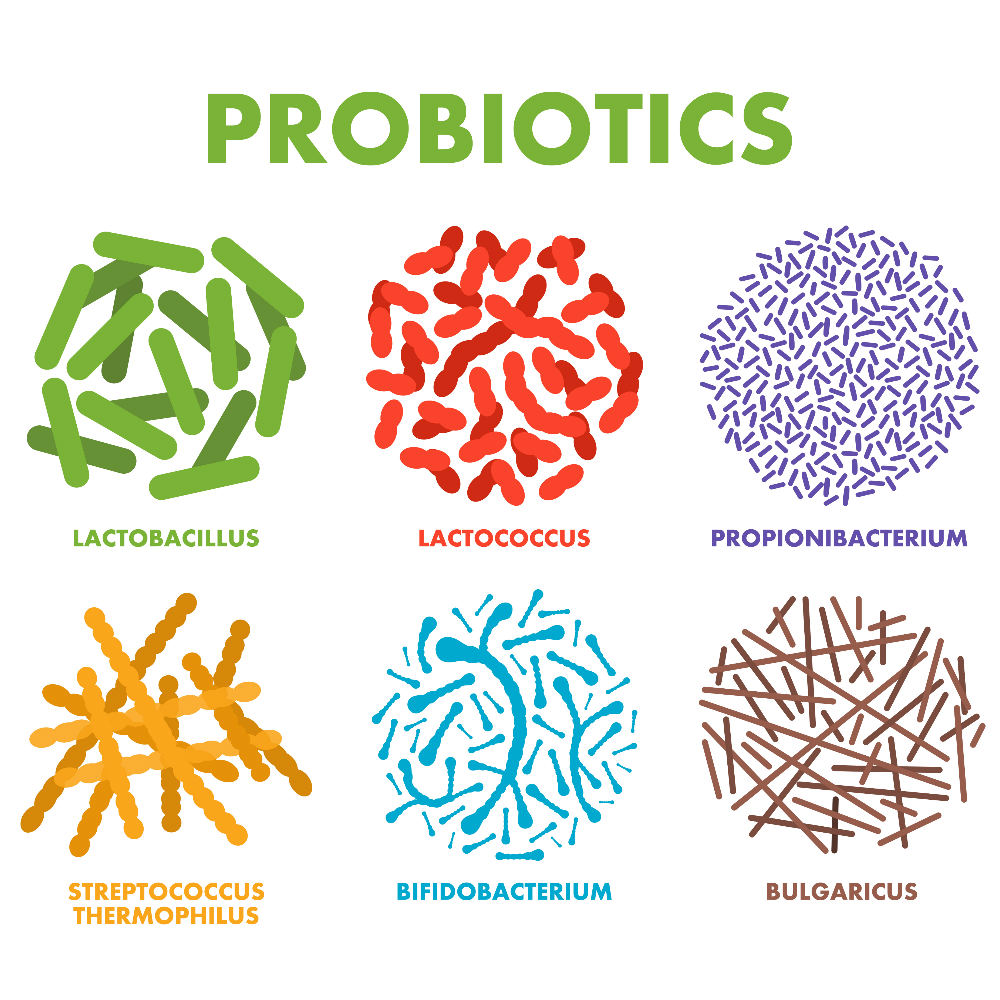 PROBIOTICS
LACTOBACILLUS
LACTOCOCCUS
PROPIONIBACTERIUM
STREPTOCOCCUS
THERMOPHILUS
BIFIDOBACTERIUM
BULGARICUS